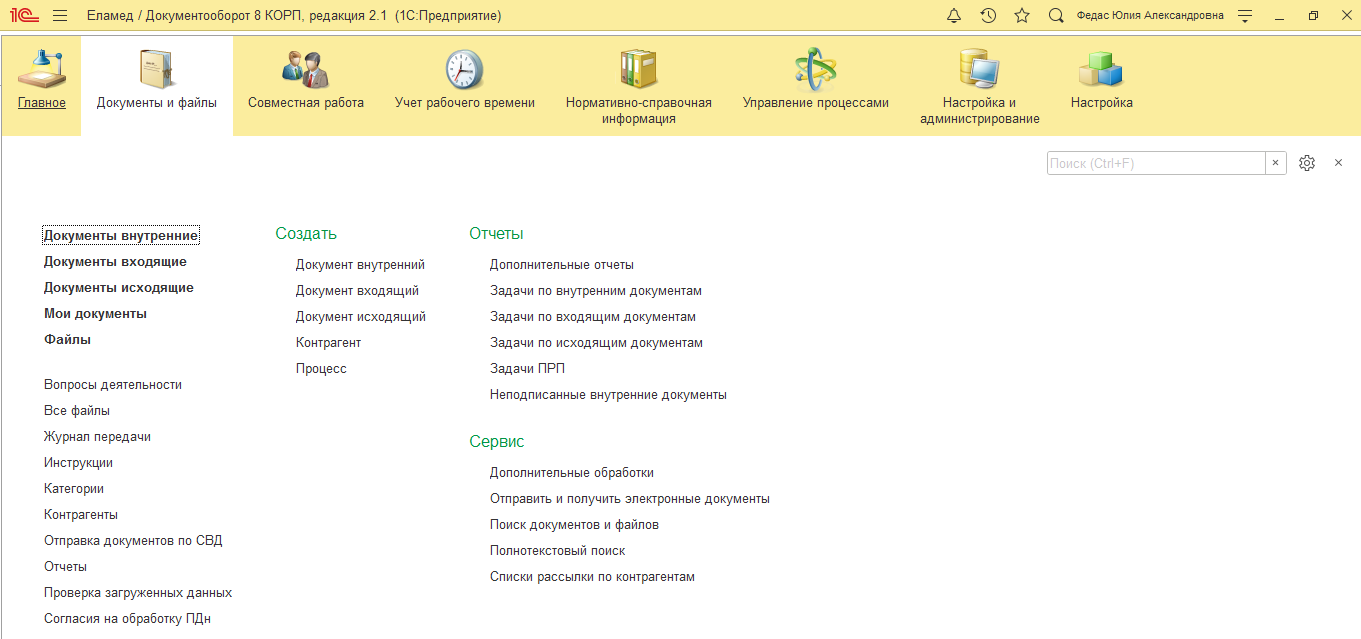 1С Еламед / Документооборот 8 КОРП, редакция 2.1 (1С:Предприятие) Федас Юлия Александровна
Главное
Документы и файлы
Совместная работа
Учет рабочего времени
Нормативно-справочная
информация
Управление процессами
Настройка и
администрирование
Настройка
Поиск (Ctrl+F)
Документы внутренние
Документы входящие
Документы исходящие
Мои документы
Файлы
Вопросы деятельности
Все файлы
Журнал передачи
Инструкции
Категории
Контрагенты
Отправка документов по СВД
Отчеты
Проверка загруженных данных
Согласия на обработку ПДн
Создать
Документ внутренний
Документ входящий
Документ исходящий
Контрагент
Процесс
Отчеты
Дополнительные отчеты
Задачи по внутренним документам
Задачи по входящим документам
Задачи по исходящим документам
Задачи ПРП
Неподписанные внутренние документы
Сервис
Дополнительные обработки
Отправить и получить электронные документы
Поиск документов и файлов
Полнотекстовый поиск
Списки рассылки по контрагентам